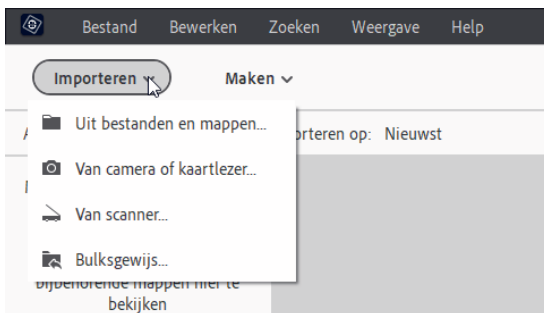 Bestand Bewerken Zoeken Weergave Help
Importeren Maken
orteren op: Nieuwst
Uit bestanden en mappen...
Van camera of kaartlezer...
Van scanner...
Bulksgewijs...
bijbehorende mappen hier te
bekijken